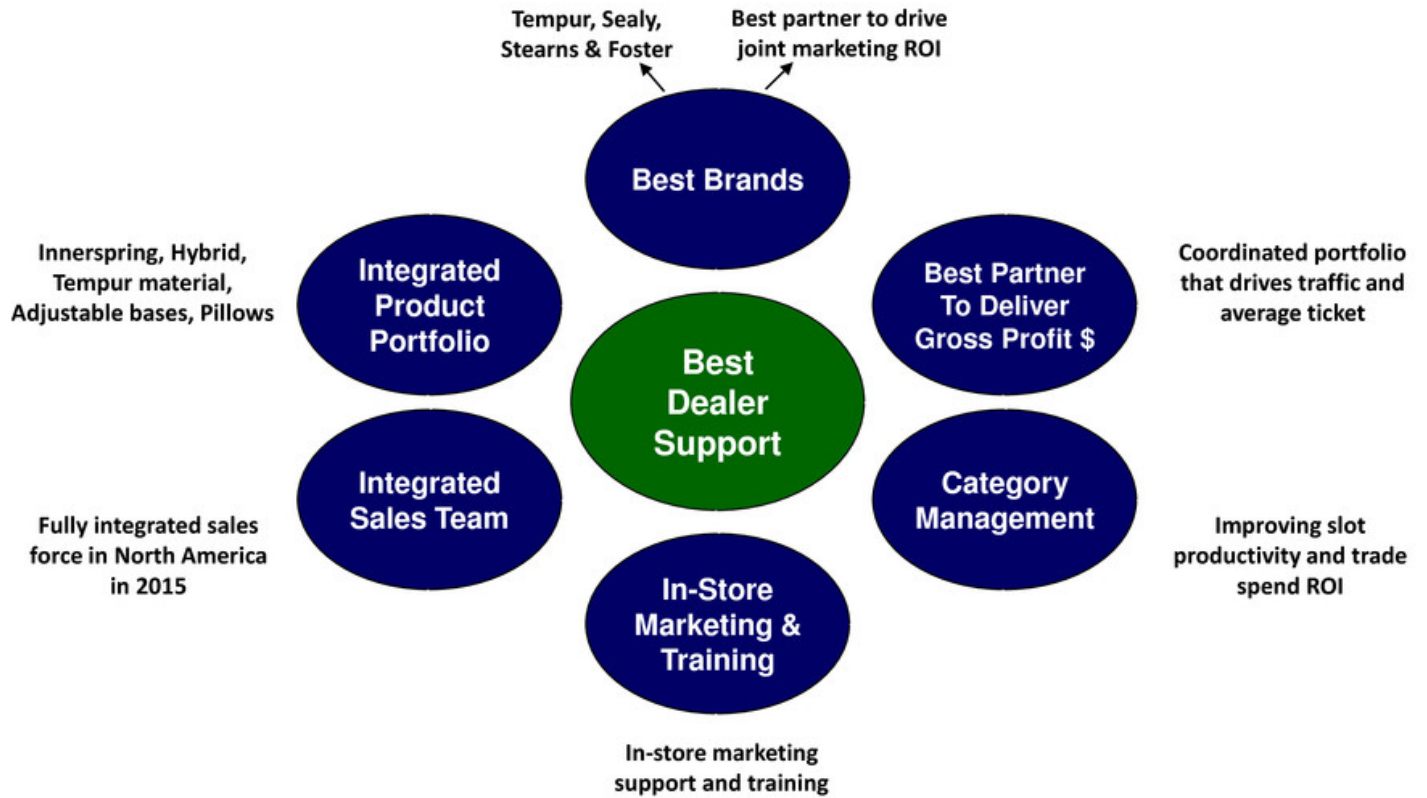 Tempur, Sealy,
Stearns & Foster
Best partner to drive
joint marketing ROI
Best Brands
Innerspring, Hybrid,
Tempur material,
Adjustable bases, Pillows
Integrated
Product
Portfolio
Best Partner
To Deliver
Gross Profit $
Coordinated portfolio
that drives traffic and
average ticket
Best
Dealer
Support
Fully integrated sales
force in North America
in 2015
Integrated
Sales Team
Category
Management
Improving slot
productivity and trade
spend ROI
In-Store
Marketing &
Training
In-store marketing
support and training